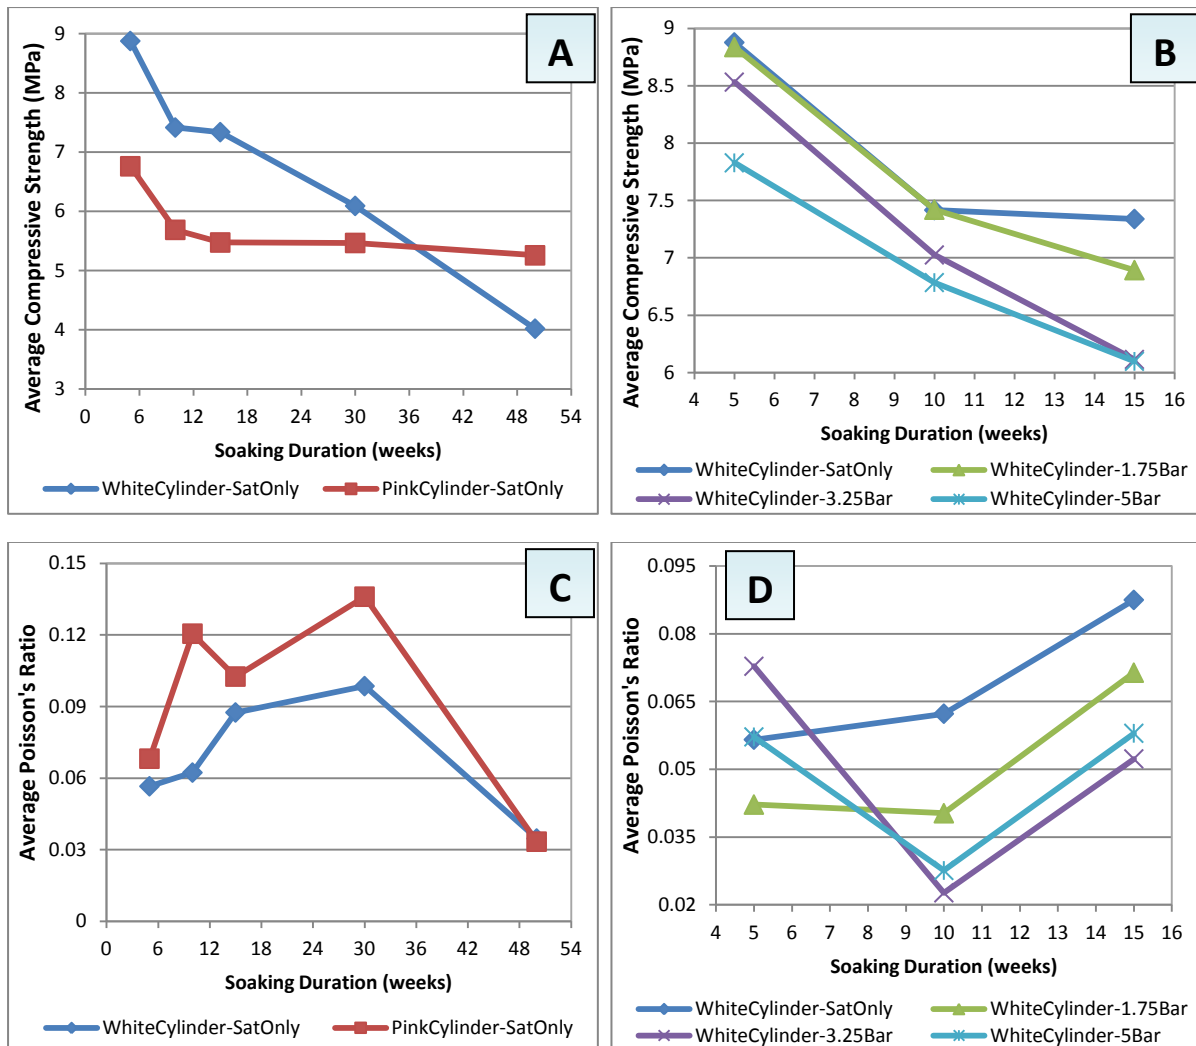 A
Average Compressive Strength (MPa)
9
8
7
6
5
4
3
0 6 12 18 24 30 36 42 48 54
Soaking Duration (weeks)
WhiteCylinder-SatOnly PinkCylinder-SatOnly
B
Average Compressive Strength (MPa)
9
8.5
8
7.5
7
6.5
6
4 5 6 7 8 9 10 11 12 13 14 15 16
Soaking Duration (weeks)
WhiteCylinder-SatOnly WhiteCylinder-1.75Bar
WhiteCylinder-3.25Bar WhiteCylinder-5Bar
C
Average Poisson's Ratio
0.15
0.12
0.09
0.06
0.03
0
0 6 12 18 24 30 36 42 48 54
Soaking Duration (weeks)
WhiteCylinder-SatOnly PinkCylinder-SatOnly
D
Average Poisson's Ratio
0.095
0.08
0.065
0.05
0.035
0.02
4 5 6 7 8 9 10 11 12 13 14 15 16
Soaking Duration (weeks)
WhiteCylinder-SatOnly WhiteCylinder-1.75Bar
WhiteCylinder-3.25Bar WhiteCylinder-5Bar